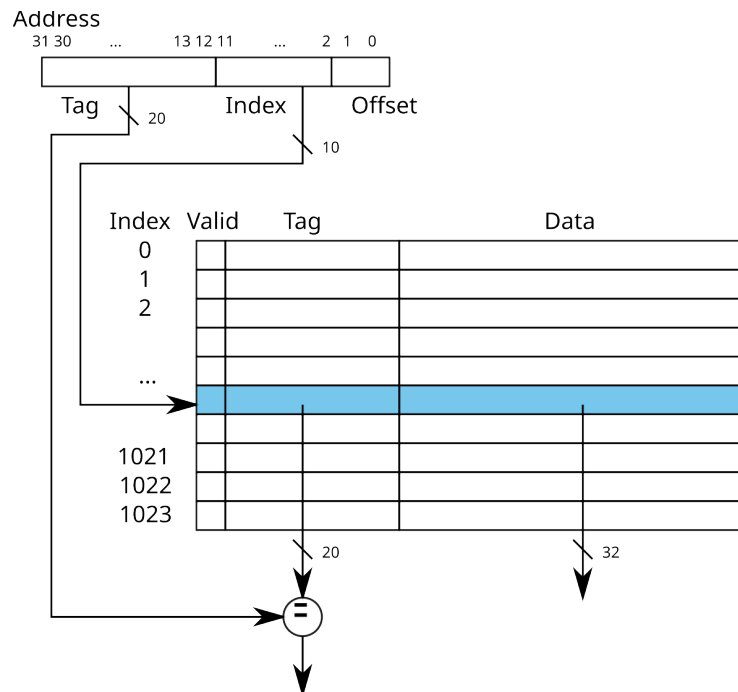 Address
31 30 ... 13 12 11 ... 2 1 0
Tag Index Offset
20
10
Index Valid Tag Data
0
1
2
...
1021
1022
1023
20 32
=